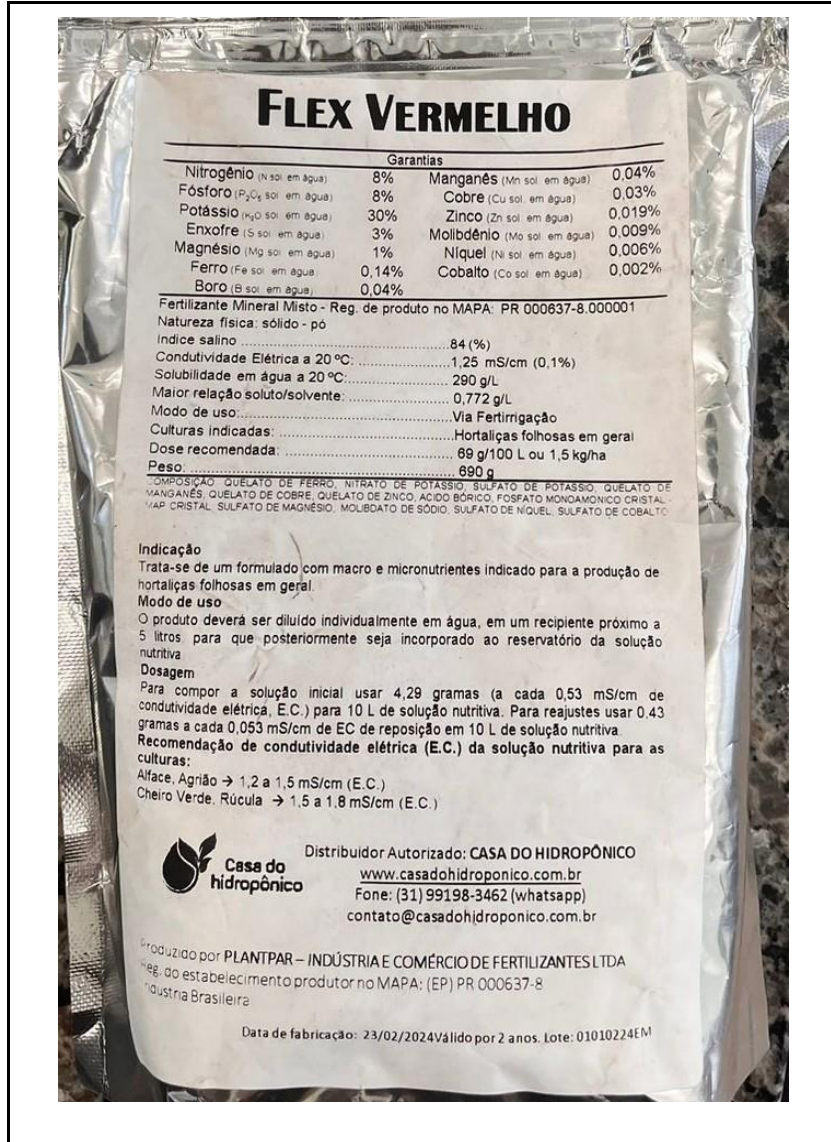 FLEX VERMELHO
Garantias
Nitrogênio (N sol. em água) 8% Manganês (Mn sol. em água) 0,04%
Fósforo (P₂O₅ sol. em água) 8% Cobre (Cu sol. em água) 0,03%
Potássio (K₂O sol. em água) 30% Zinco (Zn sol. em água) 0,019%
Enxofre (S sol. em água) 3% Molibdênio (Mo sol. em água) 0,009%
Magnésio (Mg sol. em água) 1% Níquel (Ni sol. em água) 0,006%
Ferro (Fe sol. em água 0,14% Cobalto (Co sol. em água) 0,002%
Boro (B sol. em água) 0,04%
Fertilizante Mineral Misto - Reg. de produto no MAPA: PR 000637-8.000001
Natureza física: sólido - pó
Indice salino ........ 84 (%)
Condutividade Elétrica a 20 ºC: ........ 1,25 mS/cm (0,1%)
Solubilidade em água a 20 ºC: ........ 290 g/L
Maior relação soluto/solvente: ........ 0,772 g/L
Modo de uso: ........ Via Fertirrigação
Culturas indicadas: ........ Hortaliças folhosas em geral
Dose recomendada: ........ 69 g/100 L ou 1,5 kg/ha
Peso: ........ 690 g
COMPOSIÇÃO QUELATO DE FERRO, NITRATO DE POTÁSSIO, SULFATO DE POTASSIO, QUELATO DE
MANGANÊS, QUELATO DE COBRE, QUELATO DE ZINCO, ACIDO BÓRICO, FOSFATO MONOAMONICO CRISTAL -
MAP CRISTAL, SULFATO DE MAGNÉSIO, MOLIBDATO DE SÓDIO, SULFATO DE NÍQUEL, SULFATO DE COBALTO
Indicação
Trata-se de um formulado com macro e micronutrientes indicado para a produção de
hortaliças folhosas em geral.
Modo de uso
O produto deverá ser diluído individualmente em água, em um recipiente próximo a
5 litros para que posteriormente seja incorporado ao reservatório da solução
nutritiva
Dosagem
Para compor a solução inicial usar 4,29 gramas (a cada 0,53 mS/cm de
condutividade elétrica, E.C.) para 10 L de solução nutritiva. Para reajustes usar 0,43
gramas a cada 0,053 mS/cm de EC de reposição em 10 L de solução nutritiva.
Recomendação de condutividade elétrica (E.C.) da solução nutritiva para as
culturas:
Alface, Agrião → 1,2 a 1,5 mS/cm (E.C.)
Cheiro Verde, Rúcula → 1,5 a 1,8 mS/cm (E.C.)
Casa do
hidropônico
Distribuidor Autorizado: CASA DO HIDROPÔNICO
www.casadohidroponico.com.br
Fone: (31) 99198-3462 (whatsapp)
contato@casadohidroponico.com.br
Produzido por PLANTPAR – INDÚSTRIA E COMÉRCIO DE FERTILIZANTES LTDA
Reg. do estabelecimento produtor no MAPA: (EP) PR 000637-8
Industria Brasileira
Data de fabricação: 23/02/2024Válido por 2 anos. Lote: 01010224EM